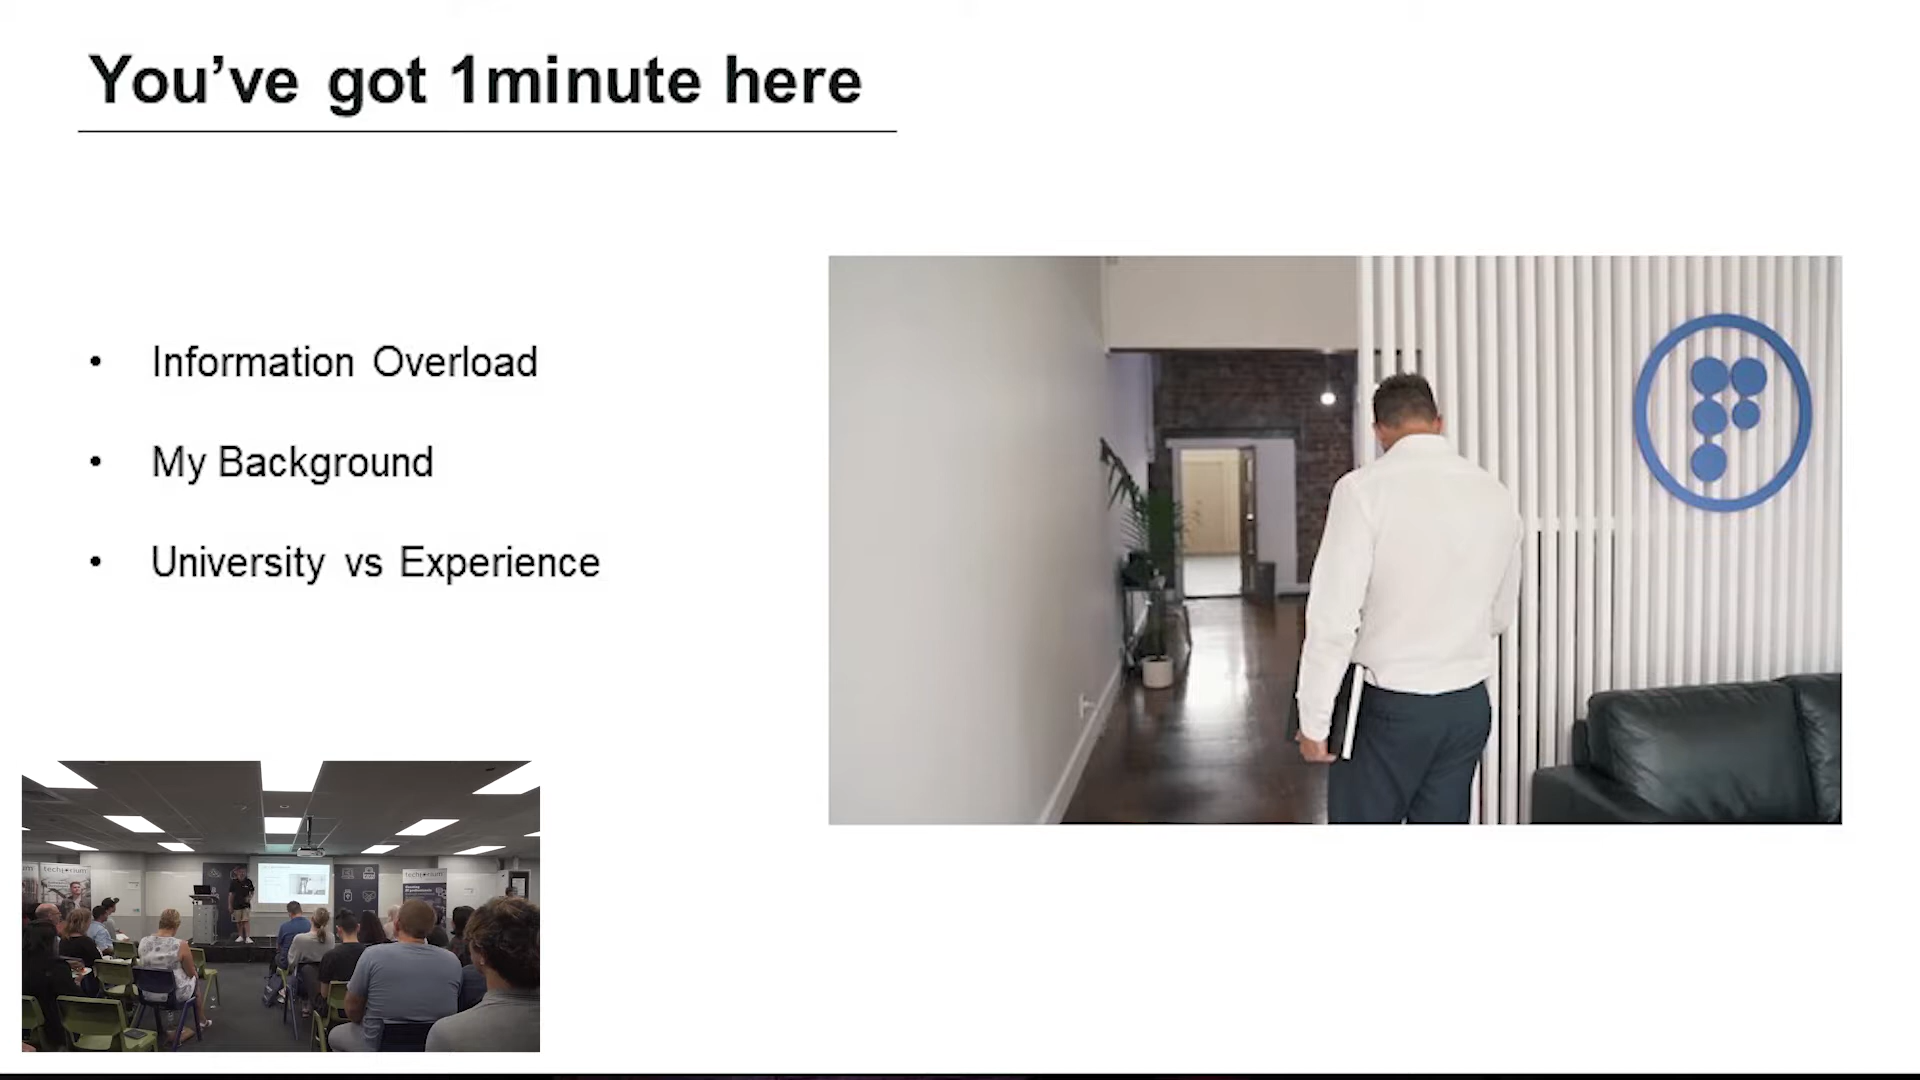 You've got 1minute here
• Information Overload
• My Background
• University vs Experience